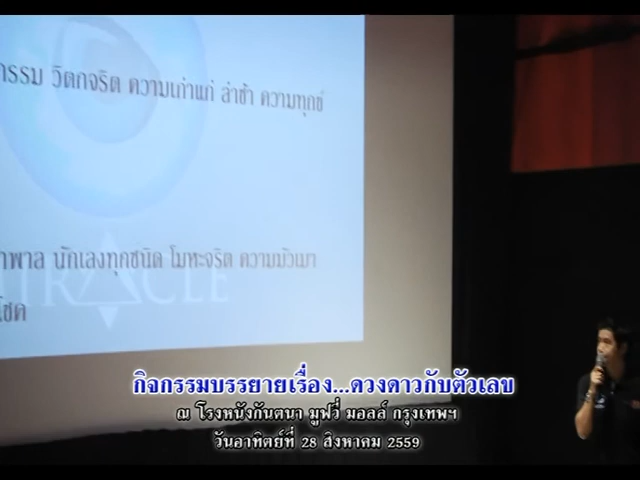 กรรม วิตกจริต ความเก่าแก่ ล่าช้า ความทุกข์
พาล นักเลงทุกชนิด โมหะจริต ความมัวเมา
โชค
กิจกรรมบรรยายเรื่อง...ดวงดาวกับตัวเลข
ณ โรงหนังกันตนา มูฟวี่ มอลล์ กรุงเทพฯ
วันอาทิตย์ที่ 28 สิงหาคม 2559